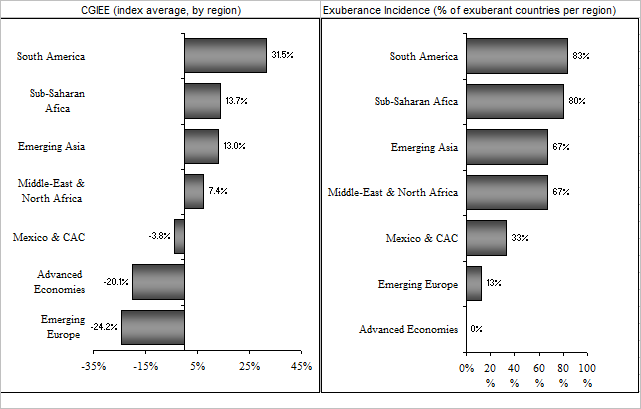 CGIEE (index average, by region)
South America
31.5%
Sub-Saharan
Afica
13.7%
Emerging Asia
13.0%
Middle-East &
North Africa
7.4%
Mexico & CAC
-3.8%
Advanced
Economies
-20.1%
Emerging
Europe
-24.2%
-35% -15% 5% 25% 45%
Exuberance Incidence (% of exuberant countries per region)
South America
83%
Sub-Saharan Afica
80%
Emerging Asia
67%
Middle-East & North Africa
67%
Mexico & CAC
33%
Emerging Europe
13%
Advanced Economies
0%
0% 20 40 60 80 100
% % % % %